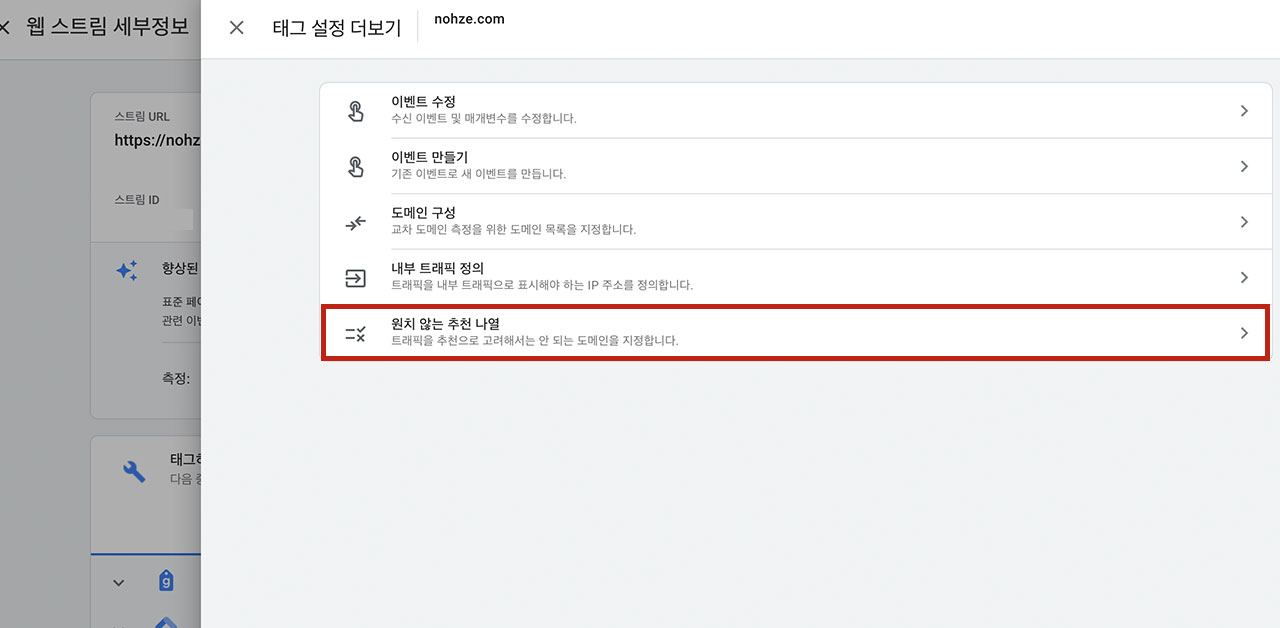 웹 스트림 세부정보
태그 설정 더보기
nohze.com
스트림 URL
https://nohz
스트림 ID
향상된
표준 페이
관련 이벤
측정:
태그하
다음 중
g
이벤트 수정
수신 이벤트 및 매개변수를 수정합니다.
이벤트 만들기
기존 이벤트로 새 이벤트를 만듭니다.
도메인 구성
교차 도메인 측정을 위한 도메인 목록을 지정합니다.
내부 트래픽 정의
트래픽을 내부 트래픽으로 표시해야 하는 IP 주소를 정의합니다.
원치 않는 추천 나열
트래픽을 추천으로 고려해서는 안 되는 도메인을 지정합니다.